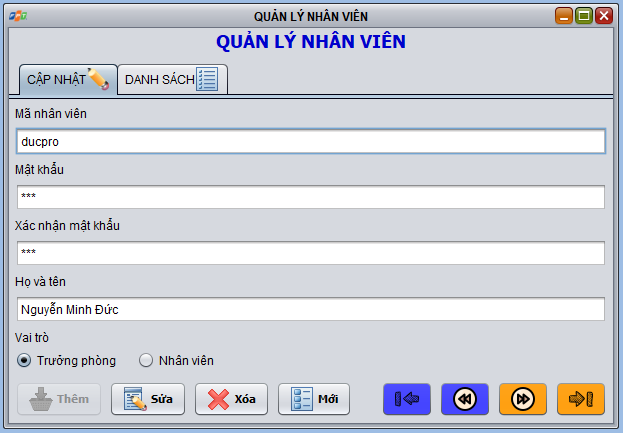 FPT
QUẢN LÝ NHÂN VIÊN
QUẢN LÝ NHÂN VIÊN
CẬP NHẬT DANH SÁCH
Mã nhân viên
ducpro
Mật khẩu
***
Xác nhận mật khẩu
***
Họ và tên
Nguyễn Minh Đức
Vai trò
Trưởng phòng Nhân viên
Thêm Sửa Xóa Mới